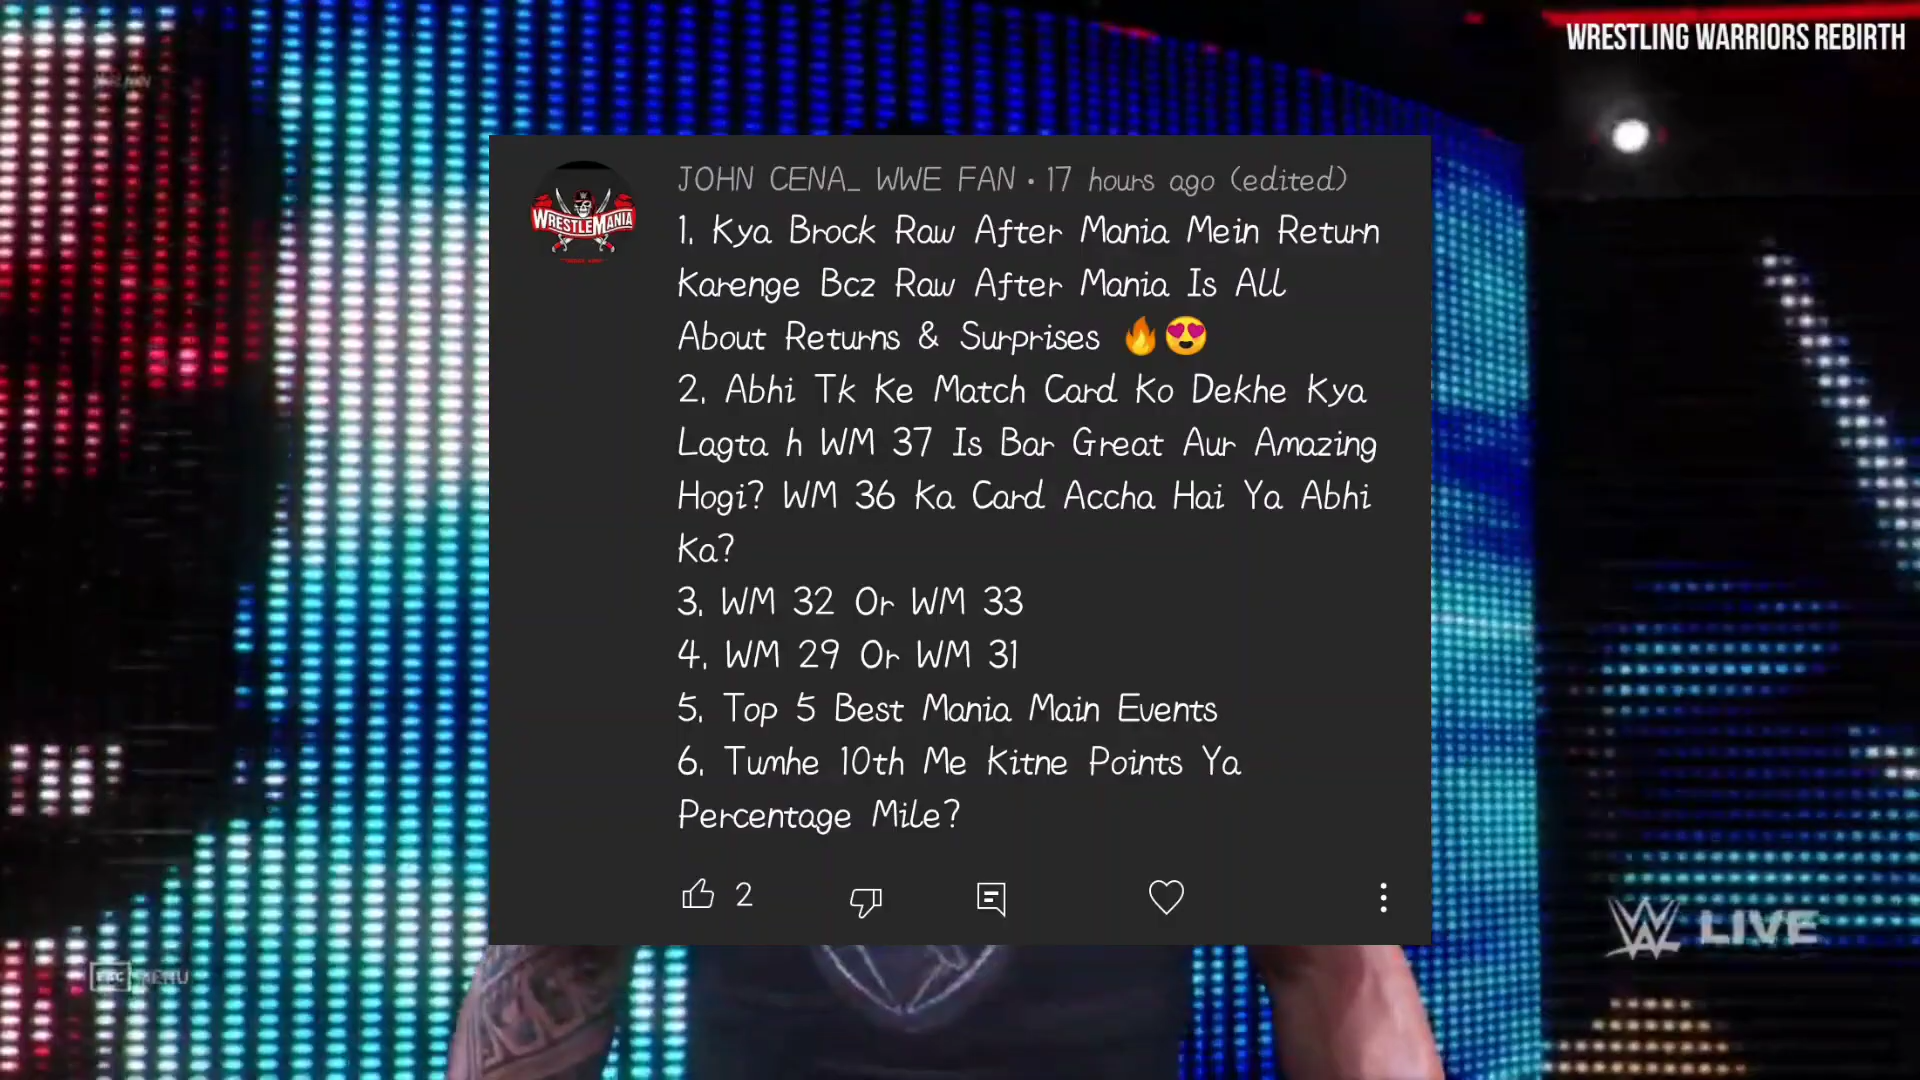 WRESTLING WARRIORS REBIRTH
WRESTLEMANIA
JOHN CENA_ WWE FAN • 17 hours ago (edited)
1. Kya Brock Raw After Mania Mein Return
Karenge Bcz Raw After Mania Is All
About Returns & Surprises 🔥😍
2. Abhi Tk Ke Match Card Ko Dekhe Kya
Lagta h WM 37 Is Bar Great Aur Amazing
Hogi? WM 36 Ka Card Accha Hai Ya Abhi
Ka?
3. WM 32 Or WM 33
4. WM 29 Or WM 31
5. Top 5 Best Mania Main Events
6. Tumhe 10th Me Kitne Points Ya
Percentage Mile?
2
W LIVE
ESC MENU